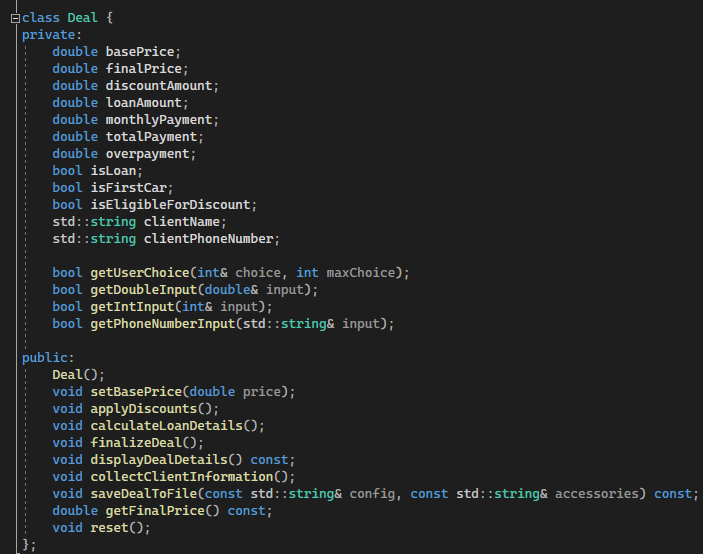 class Deal {
private:
    double basePrice;
    double finalPrice;
    double discountAmount;
    double loanAmount;
    double monthlyPayment;
    double totalPayment;
    double overpayment;
    bool isLoan;
    bool isFirstCar;
    bool isEligibleForDiscount;
    std::string clientName;
    std::string clientPhoneNumber;

    bool getUserChoice(int& choice, int maxChoice);
    bool getDoubleInput(double& input);
    bool getIntInput(int& input);
    bool getPhoneNumberInput(std::string& input);

public:
    Deal();
    void setBasePrice(double price);
    void applyDiscounts();
    void calculateLoanDetails();
    void finalizeDeal();
    void displayDealDetails() const;
    void collectClientInformation();
    void saveDealToFile(const std::string& config, const std::string& accessories) const;
    double getFinalPrice() const;
    void reset();
};